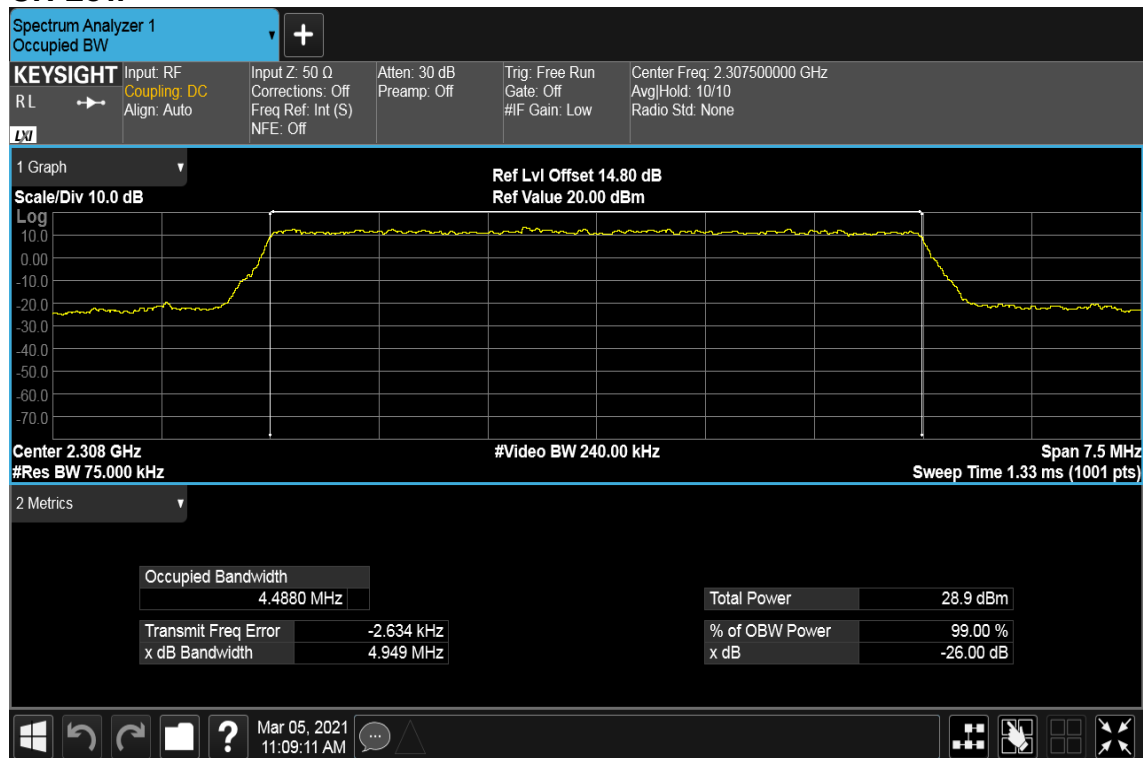 Spectrum Analyzer 1
Occupied BW
KEYSIGHT
R L
LXI
Input: RF
Coupling: DC
Align: Auto
Input Z: 50 Ω
Corrections: Off
Freq Ref: Int (S)
NFE: Off
Atten: 30 dB
Preamp: Off
Trig: Free Run
Gate: Off
#IF Gain: Low
Center Freq: 2.307500000 GHz
Avg|Hold: 10/10
Radio Std: None
1 Graph
Scale/Div 10.0 dB
Ref Lvl Offset 14.80 dB
Ref Value 20.00 dBm
Log
10.0
0.00
-10.0
-20.0
-30.0
-40.0
-50.0
-60.0
-70.0
Center 2.308 GHz
#Video BW 240.00 kHz
Span 7.5 MHz
#Res BW 75.000 kHz
Sweep Time 1.33 ms (1001 pts)
2 Metrics
Occupied Bandwidth
4.4880 MHz
Transmit Freq Error -2.634 kHz
x dB Bandwidth 4.949 MHz
Total Power 28.9 dBm
% of OBW Power 99.00 %
x dB -26.00 dB
?
Mar 05, 2021
11:09:11 AM